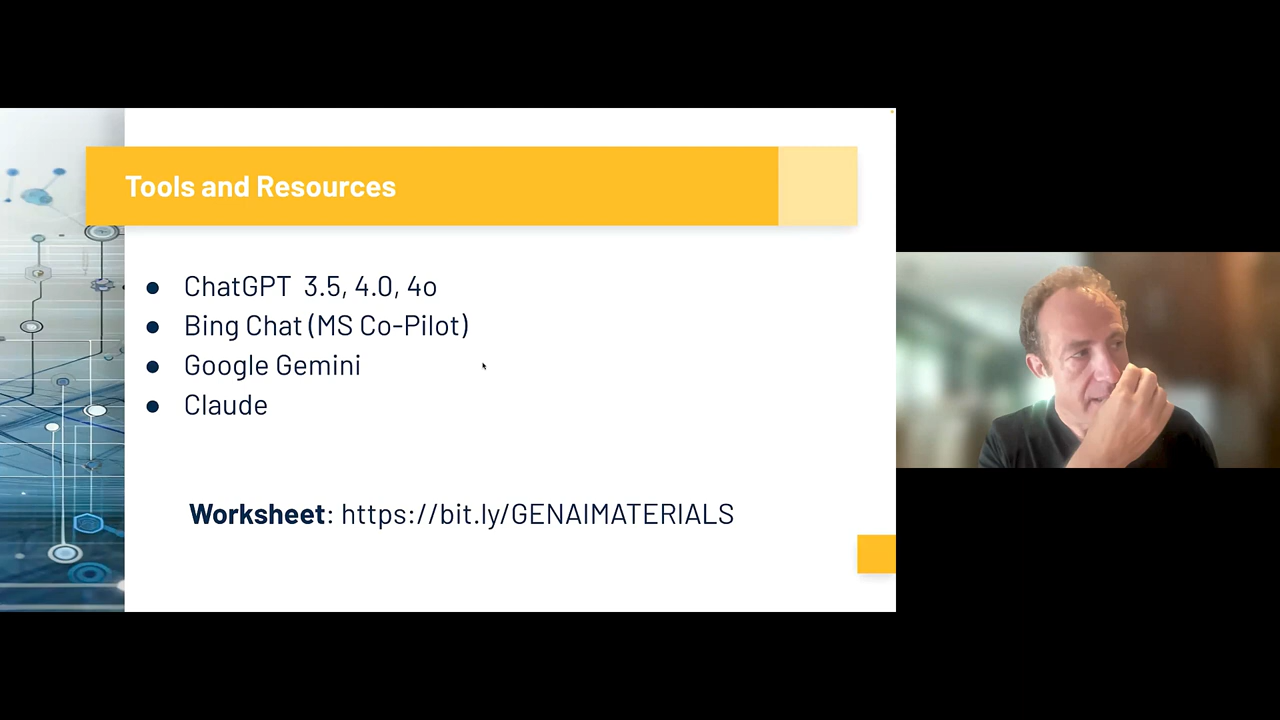 Tools and Resources
● ChatGPT 3.5, 4.0, 4o
● Bing Chat (MS Co-Pilot)
● Google Gemini
● Claude
Worksheet: https://bit.ly/GENAIMATERIALS